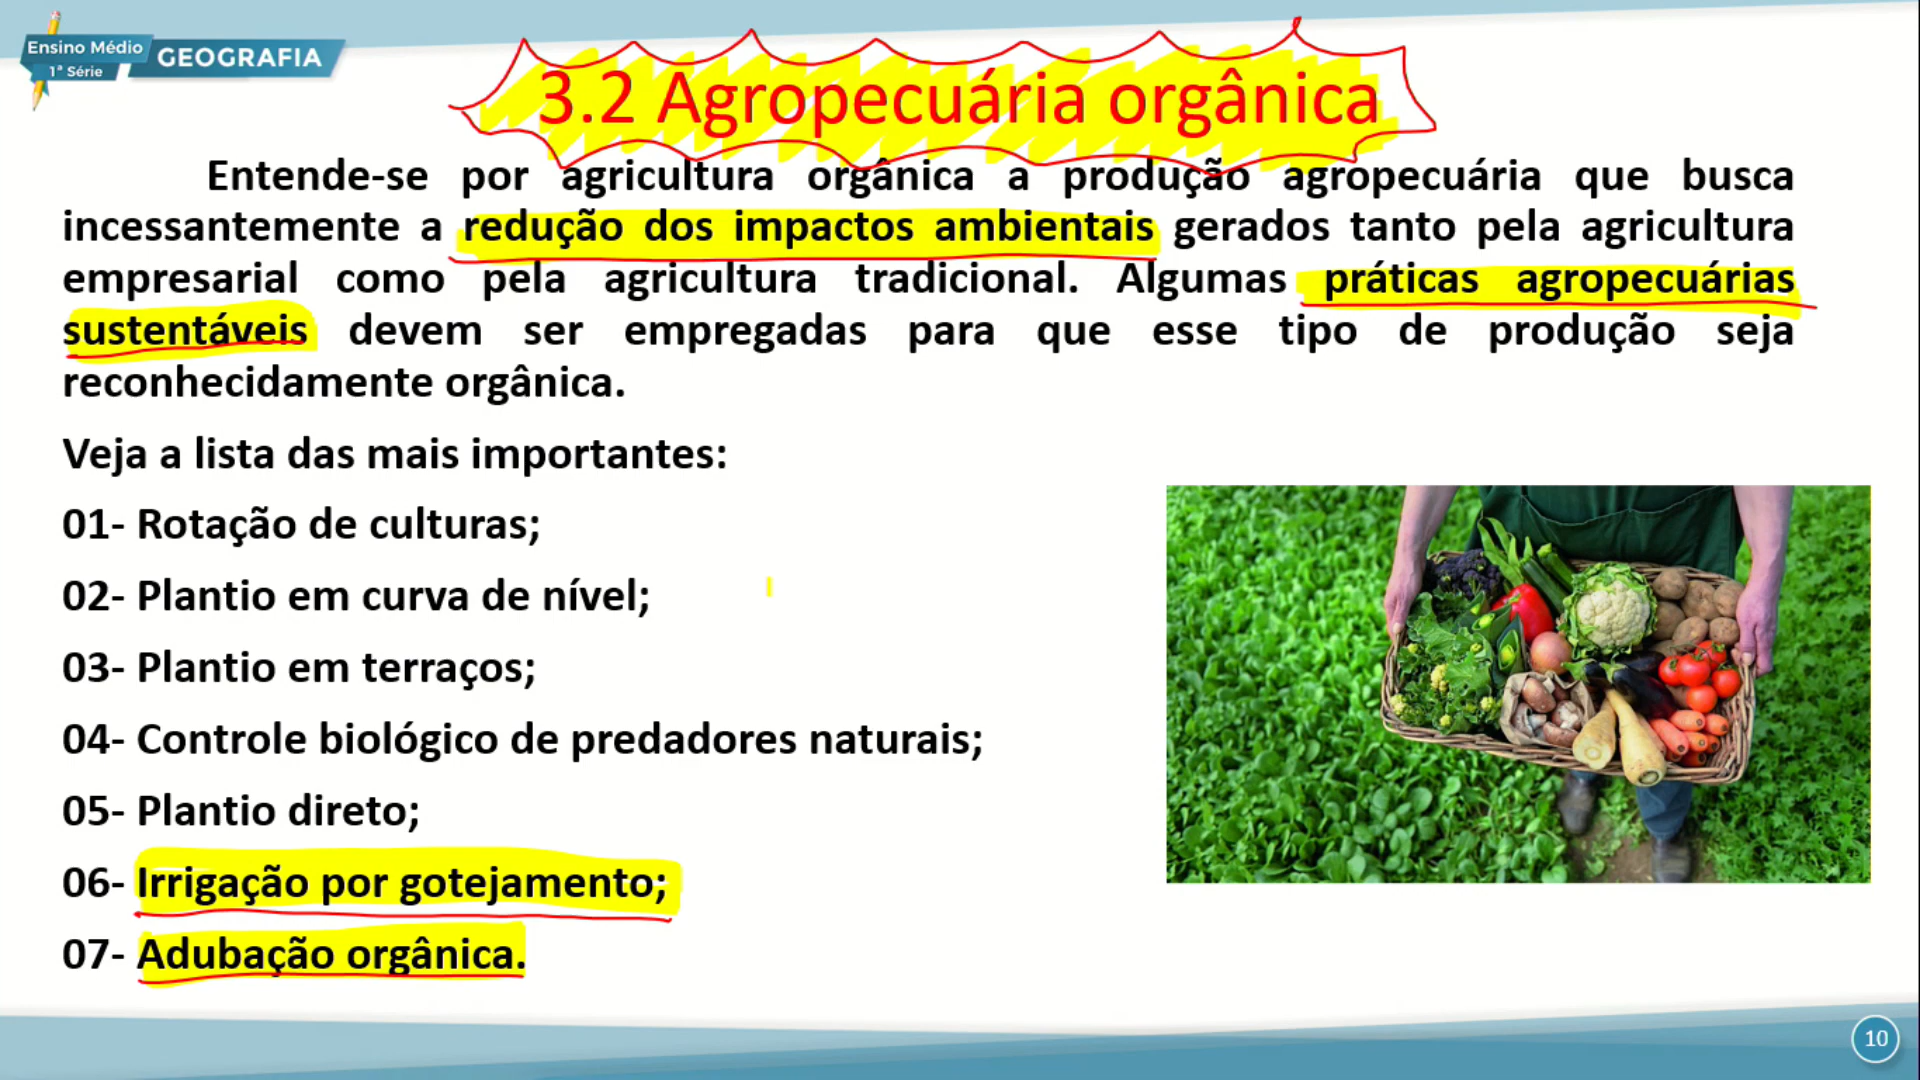 Ensino Médio
1ª Série
GEOGRAFIA
3.2 Agropecuária orgânica
Entende-se por agricultura orgânica a produção agropecuária que busca
incessantemente a redução dos impactos ambientais gerados tanto pela agricultura
empresarial como pela agricultura tradicional. Algumas práticas agropecuárias
sustentáveis devem ser empregadas para que esse tipo de produção seja
reconhecidamente orgânica.
Veja a lista das mais importantes:
01- Rotação de culturas;
02- Plantio em curva de nível;
03- Plantio em terraços;
04- Controle biológico de predadores naturais;
05- Plantio direto;
06- Irrigação por gotejamento;
07- Adubação orgânica.
10